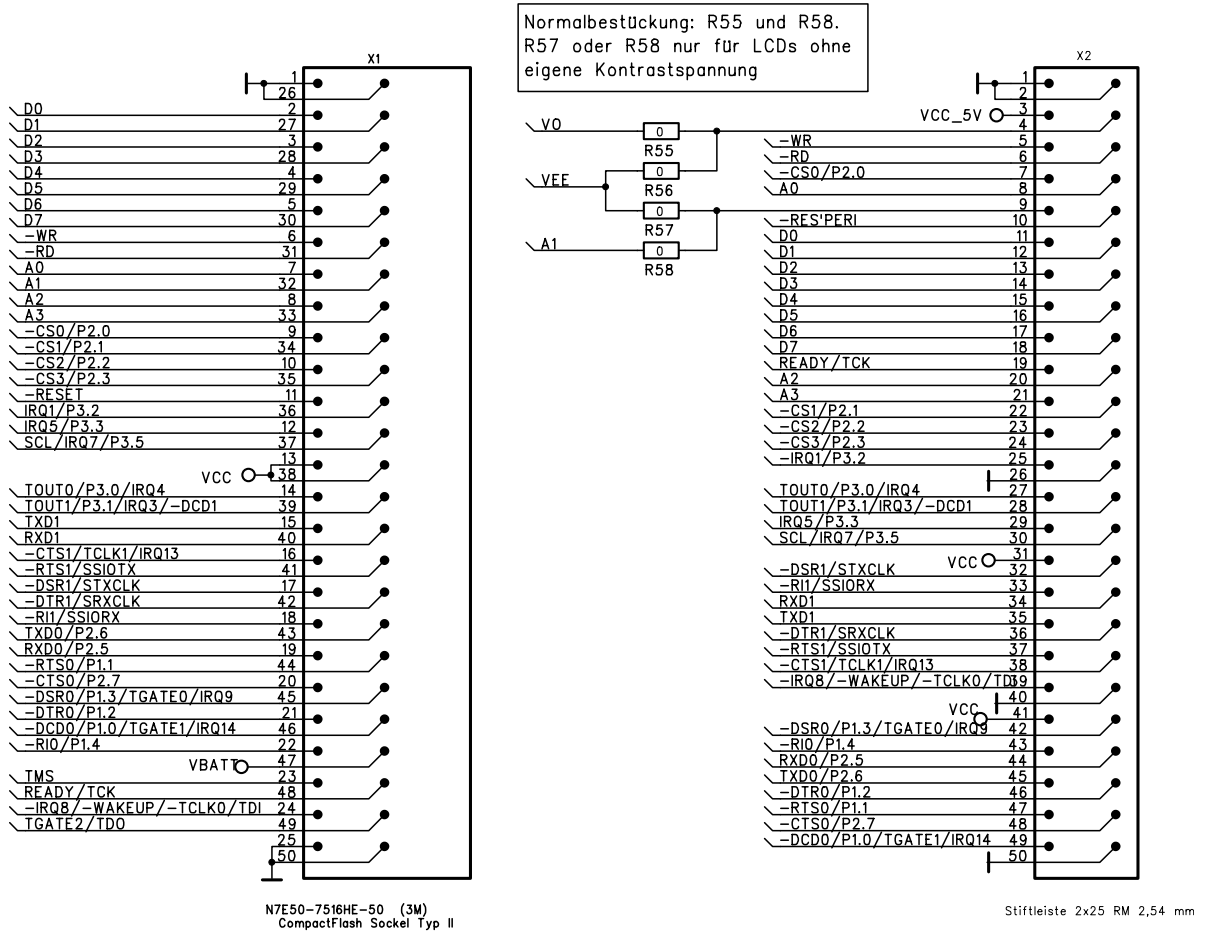 Normalbestückung: R55 und R58.
R57 oder R58 nur für LCDs ohne
eigene Kontrastspannung
X1
1
26
D0 2
D1 27
D2 3
D3 28
D4 4
D5 29
D6 5
D7 30
-WR 6
-RD 31
A0 7
A1 32
A2 8
A3 33
-CS0/P2.0 9
-CS1/P2.1 34
-CS2/P2.2 10
-CS3/P2.3 35
-RESET 11
IRQ1/P3.2 36
IRQ5/P3.3 12
SCL/IRQ7/P3.5 37
13
VCC 38
TOUT0/P3.0/IRQ4 14
TOUT1/P3.1/IRQ3/-DCD1 39
TXD1 15
RXD1 40
-CTS1/TCLK1/IRQ13 16
-RTS1/SSIOTX 41
-DSR1/STXCLK 17
-DTR1/SRXCLK 42
-RI1/SSIORX 18
TXD0/P2.6 43
RXD0/P2.5 19
-RTS0/P1.1 44
-CTS0/P2.7 20
-DSR0/P1.3/TGATE0/IRQ9 45
-DTR0/P1.2 21
-DCD0/P1.0/TGATE1/IRQ14 46
-RI0/P1.4 22
VBATT 47
TMS 23
READY/TCK 48
-IRQ8/-WAKEUP/-TCLK0/TDI 24
TGATE2/TDO 49
25
50
N7E50-7516HE-50 (3M)
CompactFlash Sockel Typ II
VO 0
R55
VEE 0
R56
0
R57
A1 0
R58
X2
1
2
VCC_5V 3
4
-WR 5
-RD 6
-CS0/P2.0 7
A0 8
9
-RES'PERI 10
D0 11
D1 12
D2 13
D3 14
D4 15
D5 16
D6 17
D7 18
READY/TCK 19
A2 20
A3 21
-CS1/P2.1 22
-CS2/P2.2 23
-CS3/P2.3 24
-IRQ1/P3.2 25
26
TOUT0/P3.0/IRQ4 27
TOUT1/P3.1/IRQ3/-DCD1 28
IRQ5/P3.3 29
SCL/IRQ7/P3.5 30
VCC 31
-DSR1/STXCLK 32
-RI1/SSIORX 33
RXD1 34
TXD1 35
-DTR1/SRXCLK 36
-RTS1/SSIOTX 37
-CTS1/TCLK1/IRQ13 38
-IRQ8/-WAKEUP/-TCLK0/TDI 39
40
VCC 41
-DSR0/P1.3/TGATE0/IRQ9 42
-RI0/P1.4 43
RXD0/P2.5 44
TXD0/P2.6 45
-DTR0/P1.2 46
-RTS0/P1.1 47
-CTS0/P2.7 48
-DCD0/P1.0/TGATE1/IRQ14 49
50
Stiftleiste 2x25 RM 2,54 mm